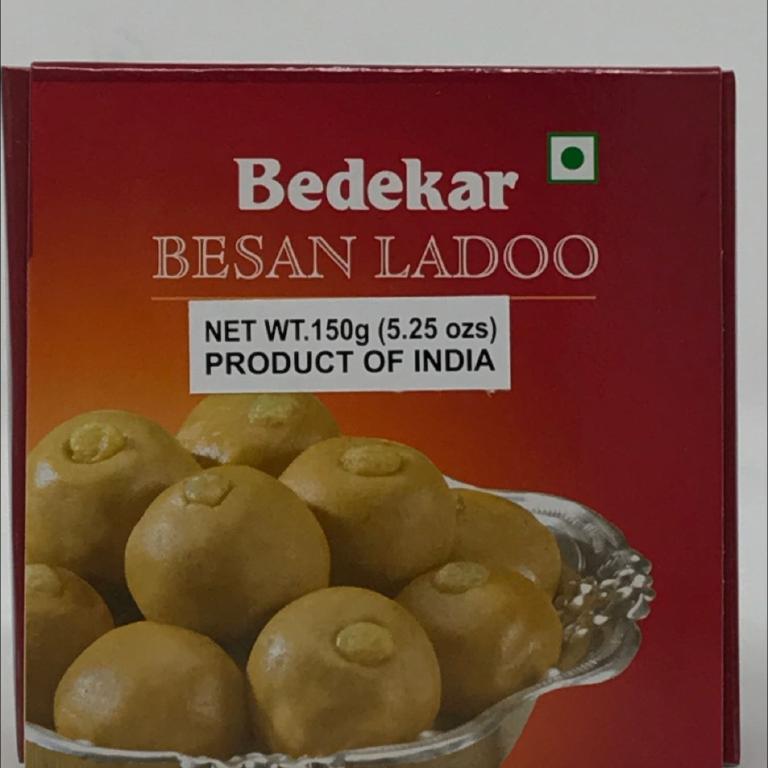 Bedekar
BESAN LADOO
NET WT.150g (5.25 ozs)
PRODUCT OF INDIA